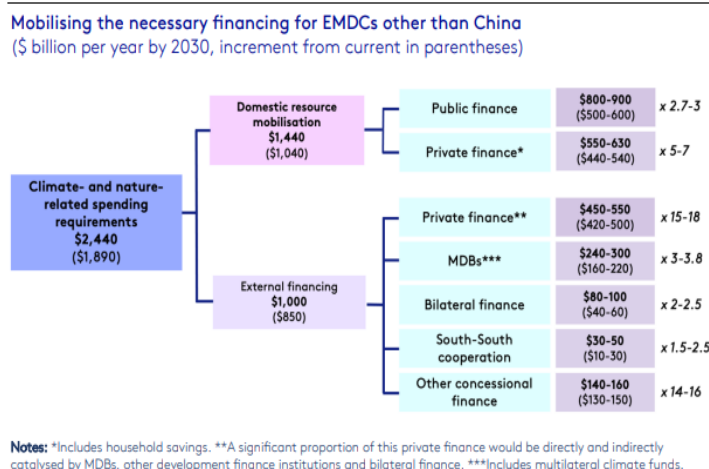 Mobilising the necessary financing for EMDCs other than China
($ billion per year by 2030, increment from current in parentheses)
Climate- and nature-
related spending
requirements
$2,440
($1,890)
Domestic resource
mobilisation
$1,440
($1,040)
Public finance
$800-900
($500-600)
x 2.7-3
Private finance*
$550-630
($440-540)
x 5-7
External financing
$1,000
($850)
Private finance**
$450-550
($420-500)
x 15-18
MDBs***
$240-300
($160-220)
x 3-3.8
Bilateral finance
$80-100
($40-60)
x 2-2.5
South-South
cooperation
$30-50
($10-30)
x 1.5-2.5
Other concessional
finance
$140-160
($130-150)
x 14-16
Notes: *Includes household savings. **A significant proportion of this private finance would be directly and indirectly
catalysed by MDBs, other development finance institutions and bilateral finance. ***Includes multilateral climate funds.